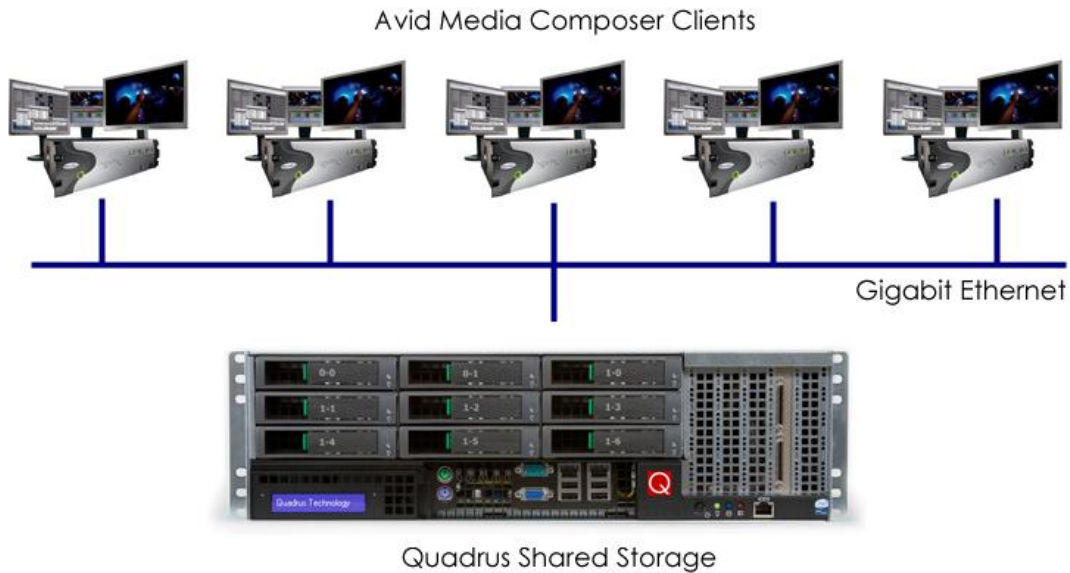 Avid Media Composer Clients
Gigabit Ethernet
0-0
0-1
1-0
1-1
1-2
1-3
1-4
1-5
1-6
Q
Quadrus Technology
Quadrus Shared Storage